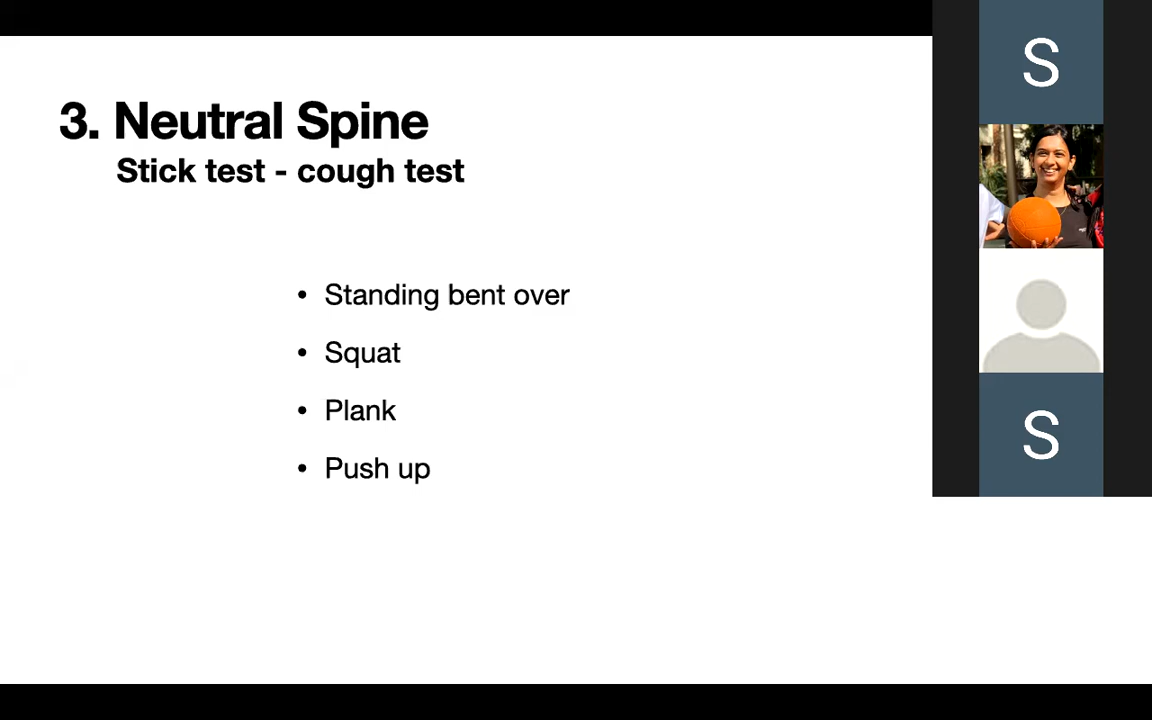 3. Neutral Spine
Stick test - cough test
• Standing bent over
• Squat
• Plank
• Push up
S
S